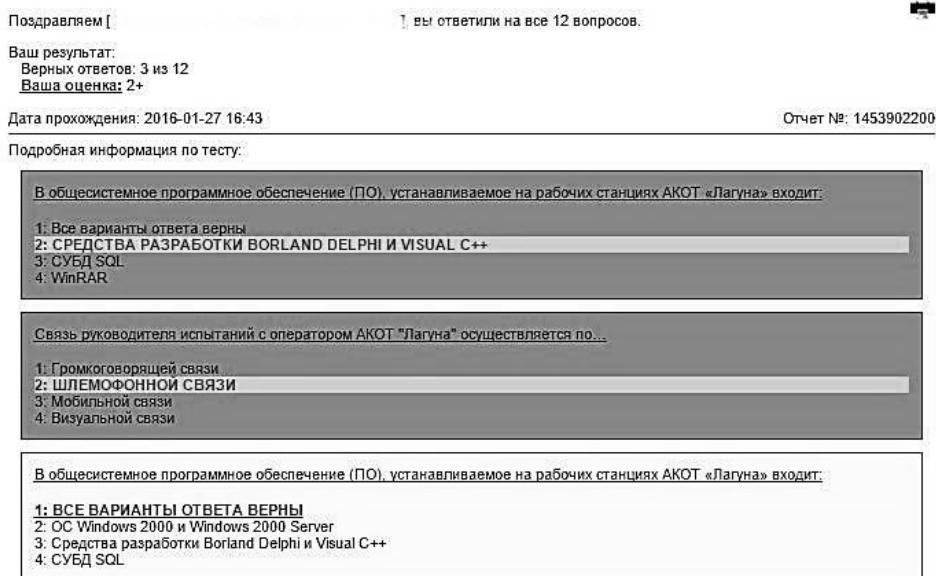 Поздравляем [ ], вы ответили на все 12 вопросов.
Ваш результат:
Верных ответов: 3 из 12
Ваша оценка: 2+
Дата прохождения: 2016-01-27 16:43 Отчет №: 1453902200
Подробная информация по тесту:
В общесистемное программное обеспечение (ПО), устанавливаемое на рабочих станциях АКОТ «Лагуна» входит:
1: Все варианты ответа верны
2: СРЕДСТВА РАЗРАБОТКИ BORLAND DELPHI И VISUAL C++
3: СУБД SQL
4: WinRAR
Связь руководителя испытаний с оператором АКОТ "Лагуна" осуществляется по...
1: Громкоговорящей связи
2: ШЛЕМОФОННОЙ СВЯЗИ
3: Мобильной связи
4: Визуальной связи
В общесистемное программное обеспечение (ПО), устанавливаемое на рабочих станциях АКОТ «Лагуна» входит:
1: ВСЕ ВАРИАНТЫ ОТВЕТА ВЕРНЫ
2: ОС Windows 2000 и Windows 2000 Server
3: Средства разработки Borland Delphi и Visual C++
4: СУБД SQL